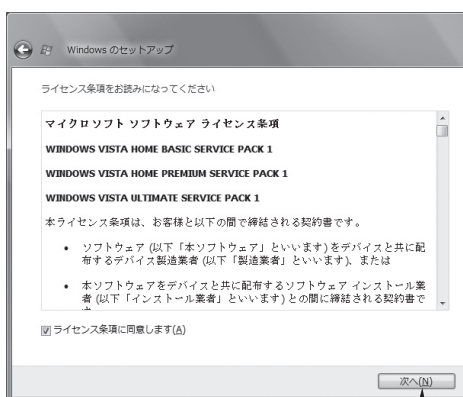 Windows のセットアップ
ライセンス条項をお読みになってください
マイクロソフト ソフトウェア ライセンス条項
WINDOWS VISTA HOME BASIC SERVICE PACK 1
WINDOWS VISTA HOME PREMIUM SERVICE PACK 1
WINDOWS VISTA ULTIMATE SERVICE PACK 1
本ライセンス条項は、お客様と以下の間で締結される契約書です。
• ソフトウェア (以下「本ソフトウェア」といいます) をデバイスと共に配
布するデバイス製造業者 (以下「製造業者」といいます)、または
• 本ソフトウェアをデバイスと共に配布するソフトウェア インストール業
者 (以下「インストール業者」といいます) との間に締結される契約書で
ライセンス条項に同意します(A)
次へ(N)